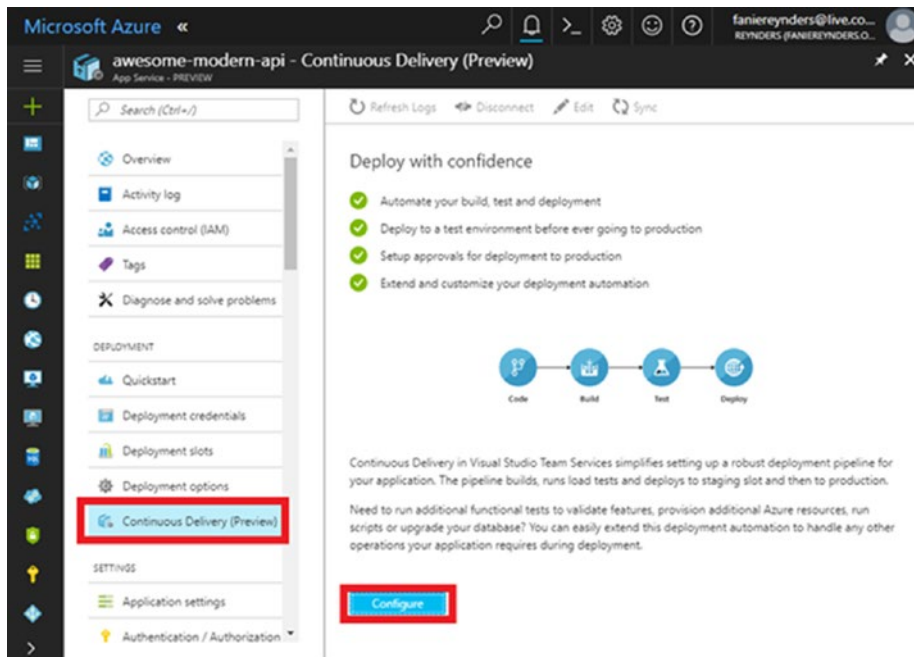 Microsoft Azure «
faniereynders@live.co...
REYNDERS (FANIEREYNDERS.O...
awesome-modern-api - Continuous Delivery (Preview)
App Service - PREVIEW
Search (Ctrl+/)
Overview
Activity log
Access control (IAM)
Tags
Diagnose and solve problems
DEPLOYMENT
Quickstart
Deployment credentials
Deployment slots
Deployment options
Continuous Delivery (Preview)
SETTINGS
Application settings
Authentication / Authorization
Refresh Logs Disconnect Edit Sync
Deploy with confidence
Automate your build, test and deployment
Deploy to a test environment before ever going to production
Setup approvals for deployment to production
Extend and customize your deployment automation
Code Build Test Deploy
Continuous Delivery in Visual Studio Team Services simplifies setting up a robust deployment pipeline for
your application. The pipeline builds, runs load tests and deploys to staging slot and then to production.
Need to run additional functional tests to validate features, provision additional Azure resources, run
scripts or upgrade your database? You can easily extend this deployment automation to handle any other
operations your application requires during deployment.
Configure